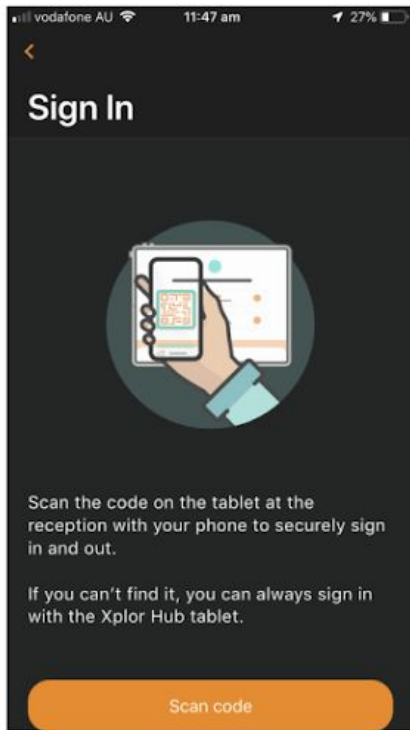 vodafone AU 11:47 am 27%
Sign In
Scan the code on the tablet at the
reception with your phone to securely sign
in and out.
If you can't find it, you can always sign in
with the Xplor Hub tablet.
Scan code